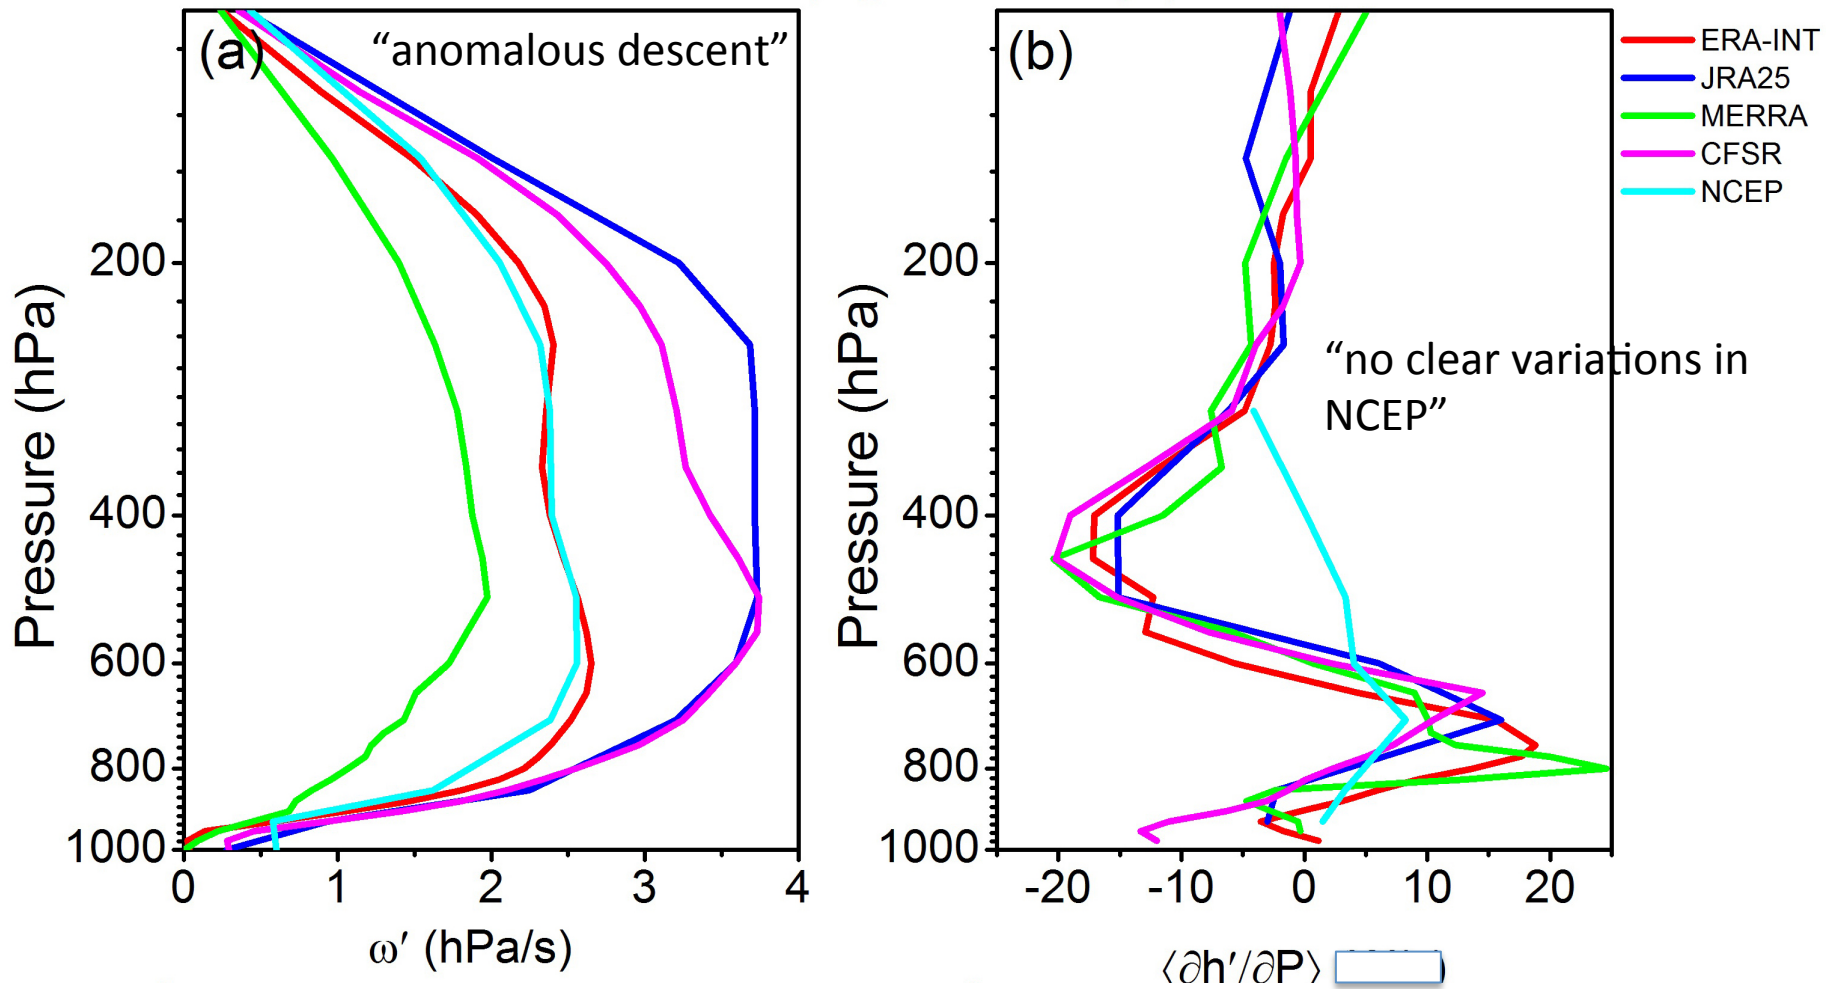 (a)
“anomalous descent”
Pressure (hPa)
200
400
600
800
1000
0 1 2 3 4
ω′ (hPa/s)
(b)
“no clear variations in
NCEP”
Pressure (hPa)
200
400
600
800
1000
-20 -10 0 10 20
⟨∂h′/∂P⟩
ERA-INT
JRA25
MERRA
CFSR
NCEP